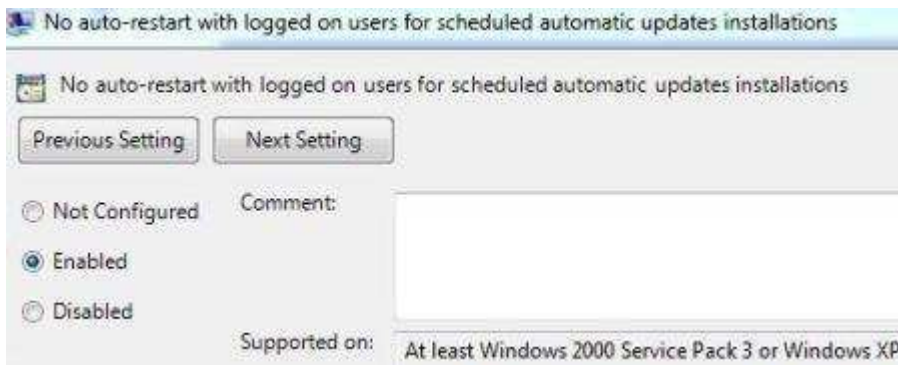 No auto-restart with logged on users for scheduled automatic updates installations
No auto-restart with logged on users for scheduled automatic updates installations
Previous Setting Next Setting
Not Configured Comment:
Enabled
Disabled
Supported on: At least Windows 2000 Service Pack 3 or Windows XP